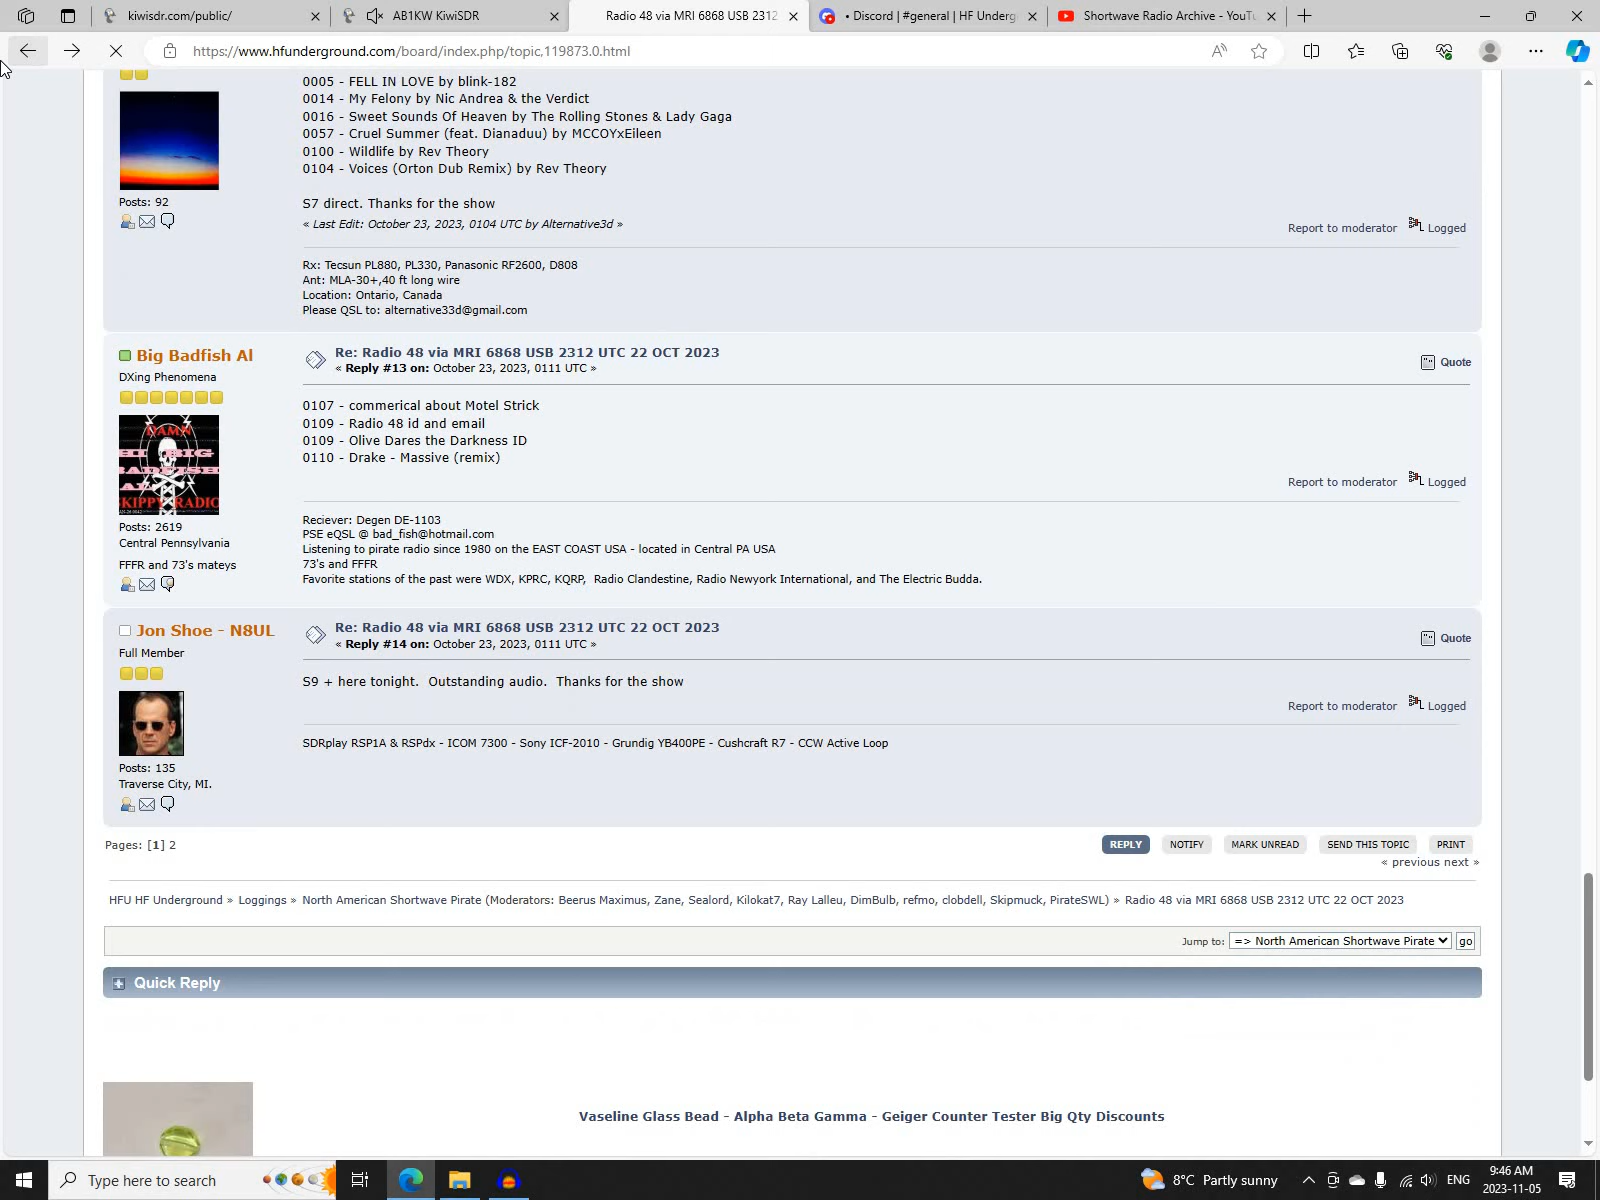 kiwisdr.com/public/
AB1KW KiwiSDR
Radio 48 via MRI 6868 USB 2312
• Discord | #general | HF Underg
Shortwave Radio Archive - YouTu
https://www.hfunderground.com/board/index.php/topic,119873.0.html
0005 - FELL IN LOVE by blink-182
0014 - My Felony by Nic Andrea & the Verdict
0016 - Sweet Sounds Of Heaven by The Rolling Stones & Lady Gaga
0057 - Cruel Summer (feat. Dianaduu) by MCCOYxEileen
0100 - Wildlife by Rev Theory
0104 - Voices (Orton Dub Remix) by Rev Theory
Posts: 92
S7 direct. Thanks for the show
« Last Edit: October 23, 2023, 0104 UTC by Alternative3d »
Report to moderator Logged
Rx: Tecsun PL880, PL330, Panasonic RF2600, D808
Ant: MLA-30+,40 ft long wire
Location: Ontario, Canada
Please QSL to: alternative33d@gmail.com
Big Badfish Al
DXing Phenomena
DAMN
HI BIG
BADFISH
AL
SKIPPY RADIO
Posts: 2619
Central Pennsylvania
FFFR and 73's mateys
Re: Radio 48 via MRI 6868 USB 2312 UTC 22 OCT 2023
« Reply #13 on: October 23, 2023, 0111 UTC »
Quote
0107 - commerical about Motel Strick
0109 - Radio 48 id and email
0109 - Olive Dares the Darkness ID
0110 - Drake - Massive (remix)
Report to moderator Logged
Reciever: Degen DE-1103
PSE eQSL @ bad_fish@hotmail.com
Listening to pirate radio since 1980 on the EAST COAST USA - located in Central PA USA
73's and FFFR
Favorite stations of the past were WDX, KPRC, KQRP, Radio Clandestine, Radio Newyork International, and The Electric Budda.
Jon Shoe - N8UL
Full Member
Posts: 135
Traverse City, MI.
Re: Radio 48 via MRI 6868 USB 2312 UTC 22 OCT 2023
« Reply #14 on: October 23, 2023, 0111 UTC »
Quote
S9 + here tonight. Outstanding audio. Thanks for the show
Report to moderator Logged
SDRplay RSP1A & RSPdx - ICOM 7300 - Sony ICF-2010 - Grundig YB400PE - Cushcraft R7 - CCW Active Loop
Pages: [1] 2
REPLY NOTIFY MARK UNREAD SEND THIS TOPIC PRINT
« previous next »
HFU HF Underground » Loggings » North American Shortwave Pirate (Moderators: Beerus Maximus, Zane, Sealord, Kilokat7, Ray Lalleu, DimBulb, refmo, clobdell, Skipmuck, PirateSWL) » Radio 48 via MRI 6868 USB 2312 UTC 22 OCT 2023
Jump to: => North American Shortwave Pirate go
Quick Reply
Vaseline Glass Bead - Alpha Beta Gamma - Geiger Counter Tester Big Qty Discounts
Type here to search
8°C Partly sunny
ENG
9:46 AM
2023-11-05